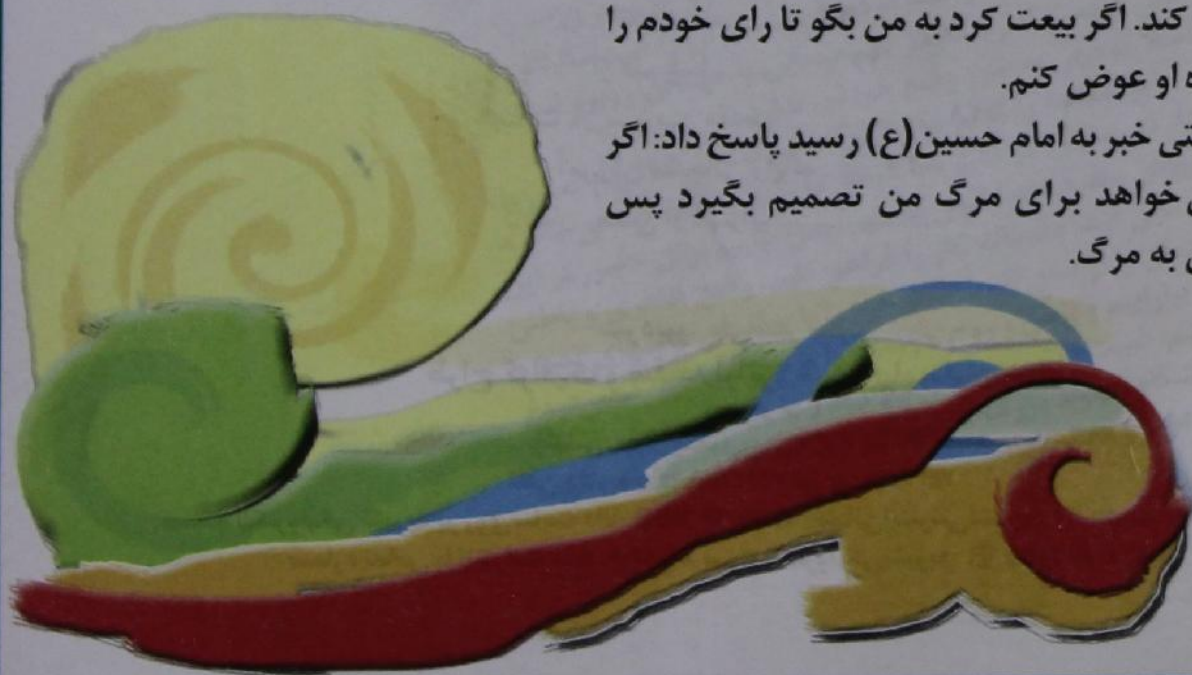 کند. اگر بیعت کرد به من بگو تا رای خودم را
او عوض کنم.
خبر به امام حسین(ع) رسید پاسخ داد: اگر
خواهد برای مرگ من تصمیم بگیرد پس
به مرگ.